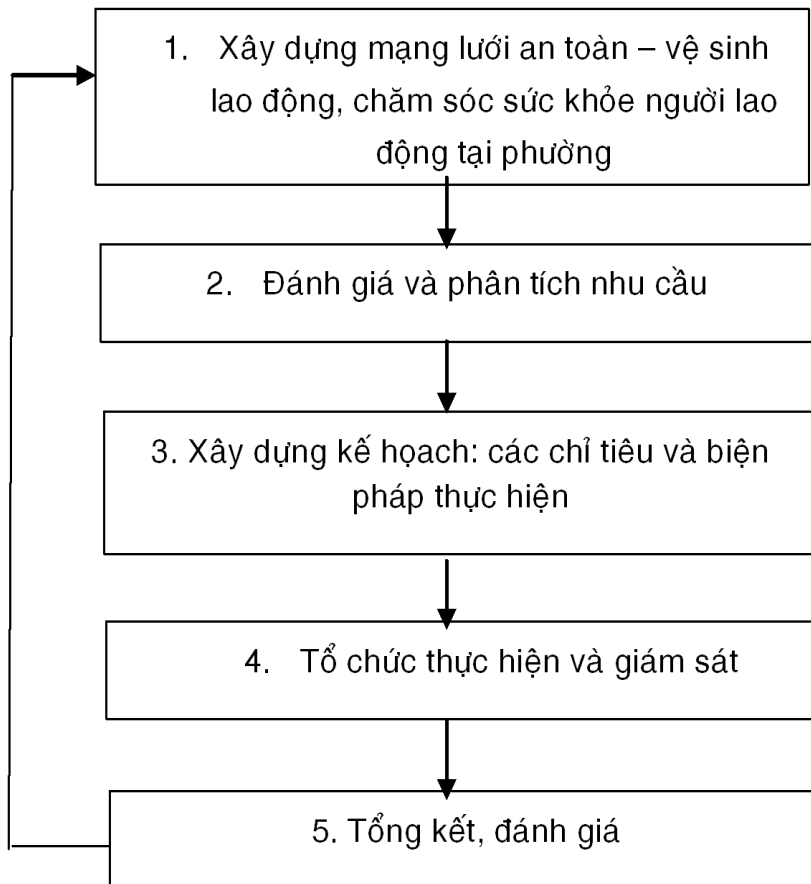 1. Xây dựng mạng lưới an toàn – vệ sinh
lao động, chăm sóc sức khỏe người lao
động tại phường
2. Đánh giá và phân tích nhu cầu
3. Xây dựng kế họach: các chỉ tiêu và biện
pháp thực hiện
4. Tổ chức thực hiện và giám sát
5. Tổng kết, đánh giá